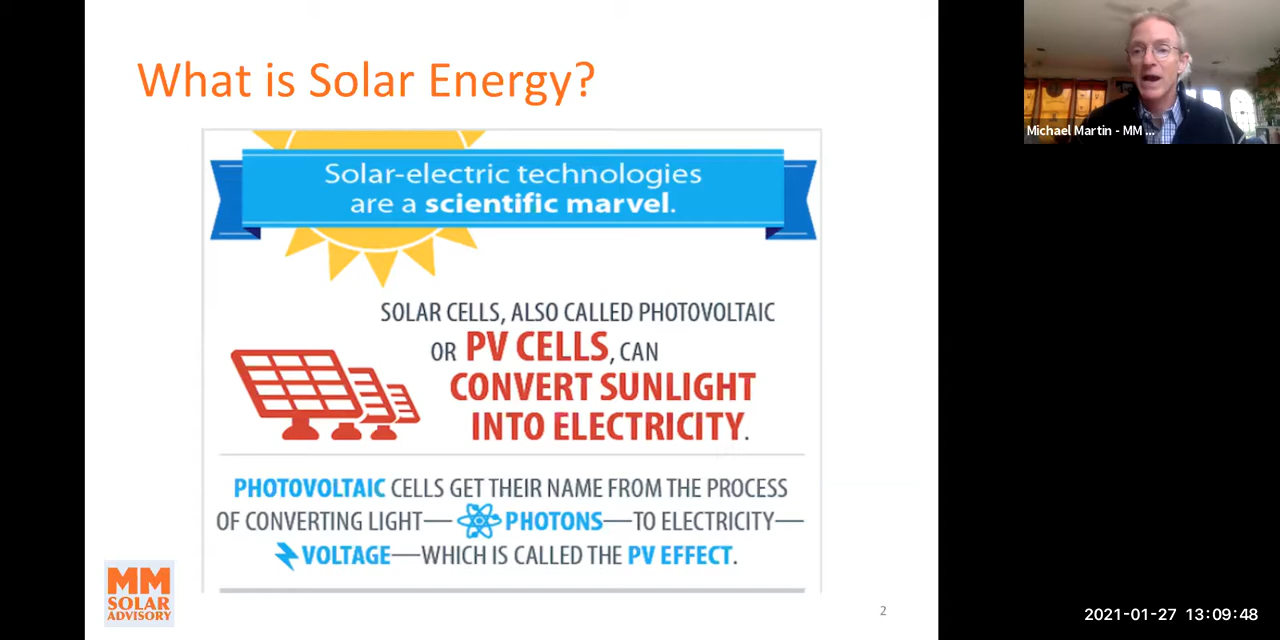 What is Solar Energy?
Solar-electric technologies
are a scientific marvel.
SOLAR CELLS, ALSO CALLED PHOTOVOLTAIC
OR PV CELLS, CAN
CONVERT SUNLIGHT
INTO ELECTRICITY.
PHOTOVOLTAIC CELLS GET THEIR NAME FROM THE PROCESS
OF CONVERTING LIGHT—PHOTONS—TO ELECTRICITY—
VOLTAGE—WHICH IS CALLED THE PV EFFECT.
MM
SOLAR
ADVISORY
2
Michael Martin - MM ...
2021-01-27 13:09:48